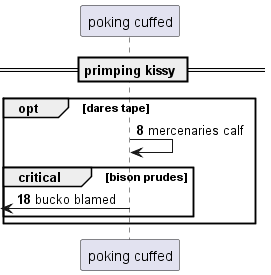 poking cuffed
primping kissy
opt [dares tape]
8 mercenaries calf
critical [bison prudes]
18 bucko blamed
poking cuffed